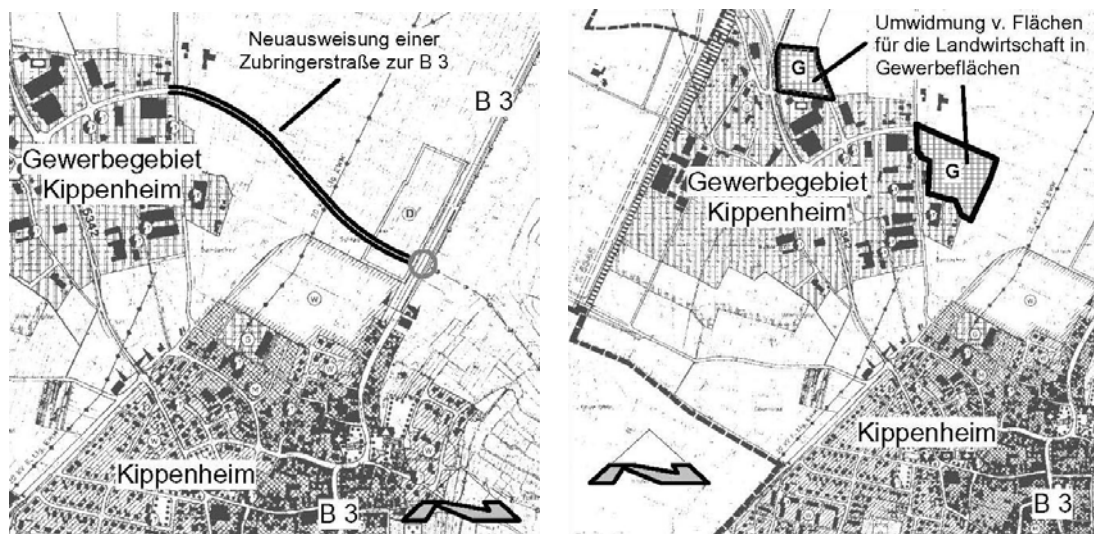 Neuausweisung einer
Zubringerstraße zur B 3
B 3
Gewerbegebiet
Kippenheim
5342
D
W
Kippenheim
B 3
Umwidmung v. Flächen
für die Landwirtschaft in
Gewerbeflächen
G
G
Gewerbegebiet
Kippenheim
W
Kippenheim
B 3